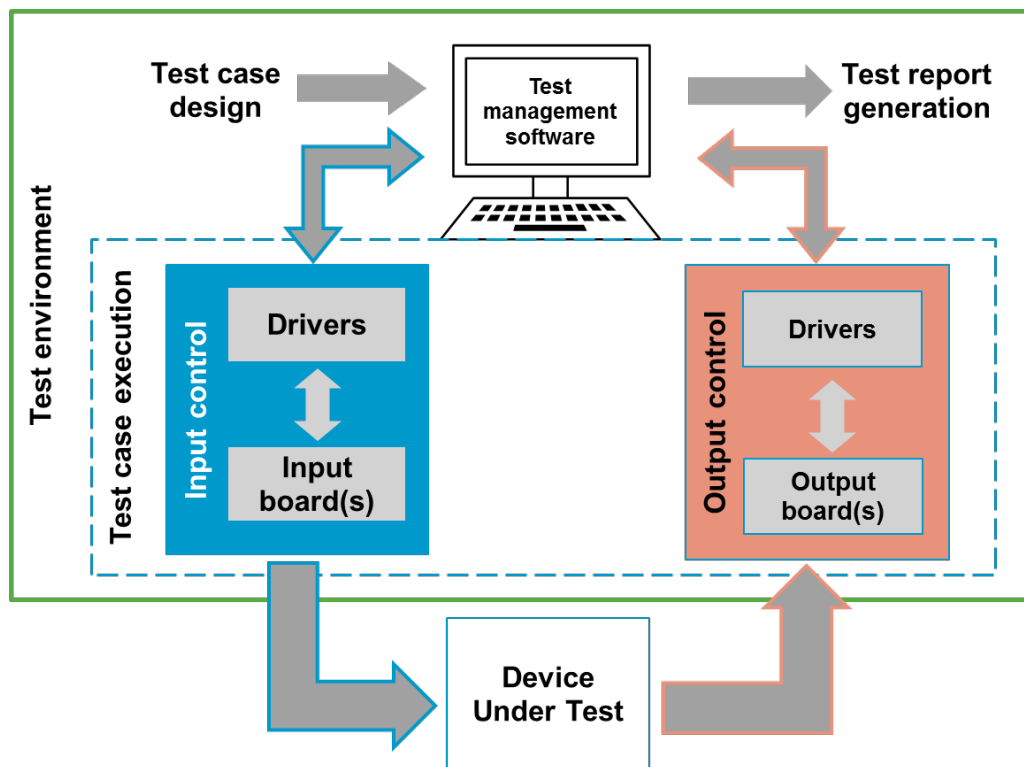 Test case
design
Test
management
software
Test report
generation
Test environment
Test case execution
Input control
Drivers
Input
board(s)
Output control
Drivers
Output
board(s)
Device
Under Test